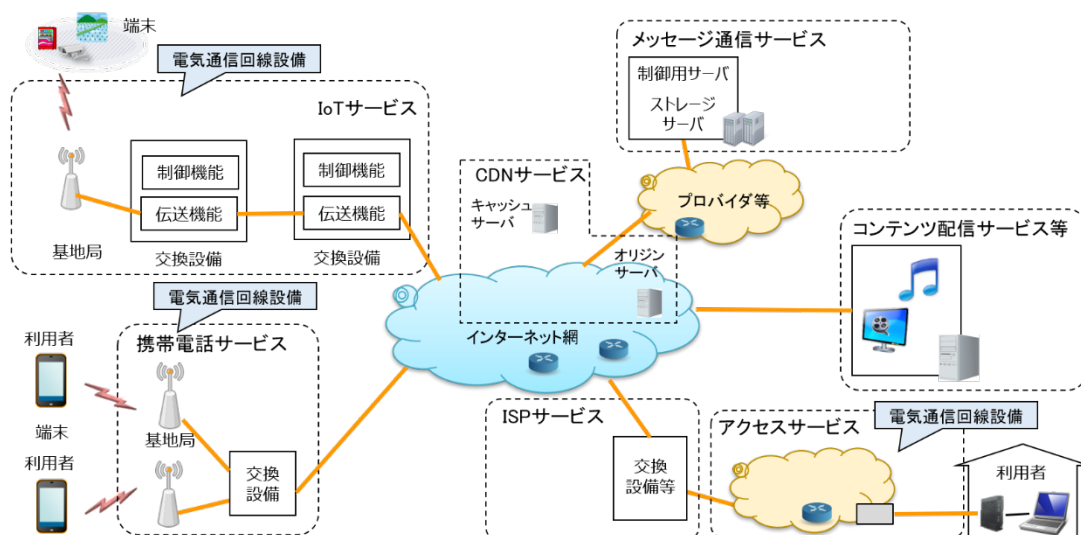 端末
電気通信回線設備
IoTサービス
制御機能
伝送機能
制御機能
伝送機能
基地局
交換設備
交換設備
メッセージ通信サービス
制御用サーバ
ストレージ
サーバ
CDNサービス
キャッシュ
サーバ
プロバイダ等
オリジン
サーバ
コンテンツ配信サービス等
インターネット網
電気通信回線設備
利用者
携帯電話サービス
端末
基地局
利用者
交換
設備
ISPサービス
交換
設備等
アクセスサービス
電気通信回線設備
利用者